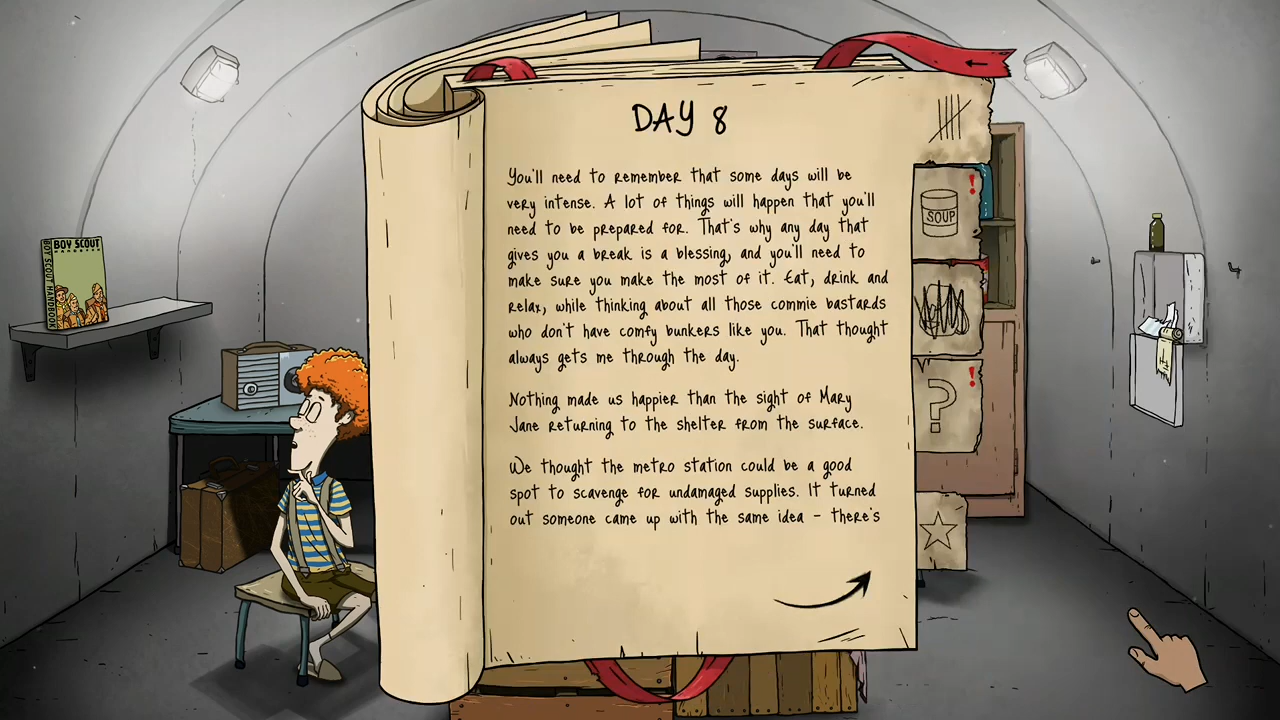 DAY 8
You'll need to remember that some days will be
very intense. A lot of things will happen that you'll
need to be prepared for. That's why any day that
gives you a break is a blessing, and you'll need to
make sure you make the most of it. Eat, drink and
relax, while thinking about all those commie bastards
who don't have comfy bunkers like you. That thought
always gets me through the day.
Nothing made us happier than the sight of Mary
Jane returning to the shelter from the surface.
We thought the metro station could be a good
spot to scavenge for undamaged supplies. It turned
out someone came up with the same idea - there's
SOUP
!
?
!
BOY SCOUT
BOY SCOUT HANDBOOK